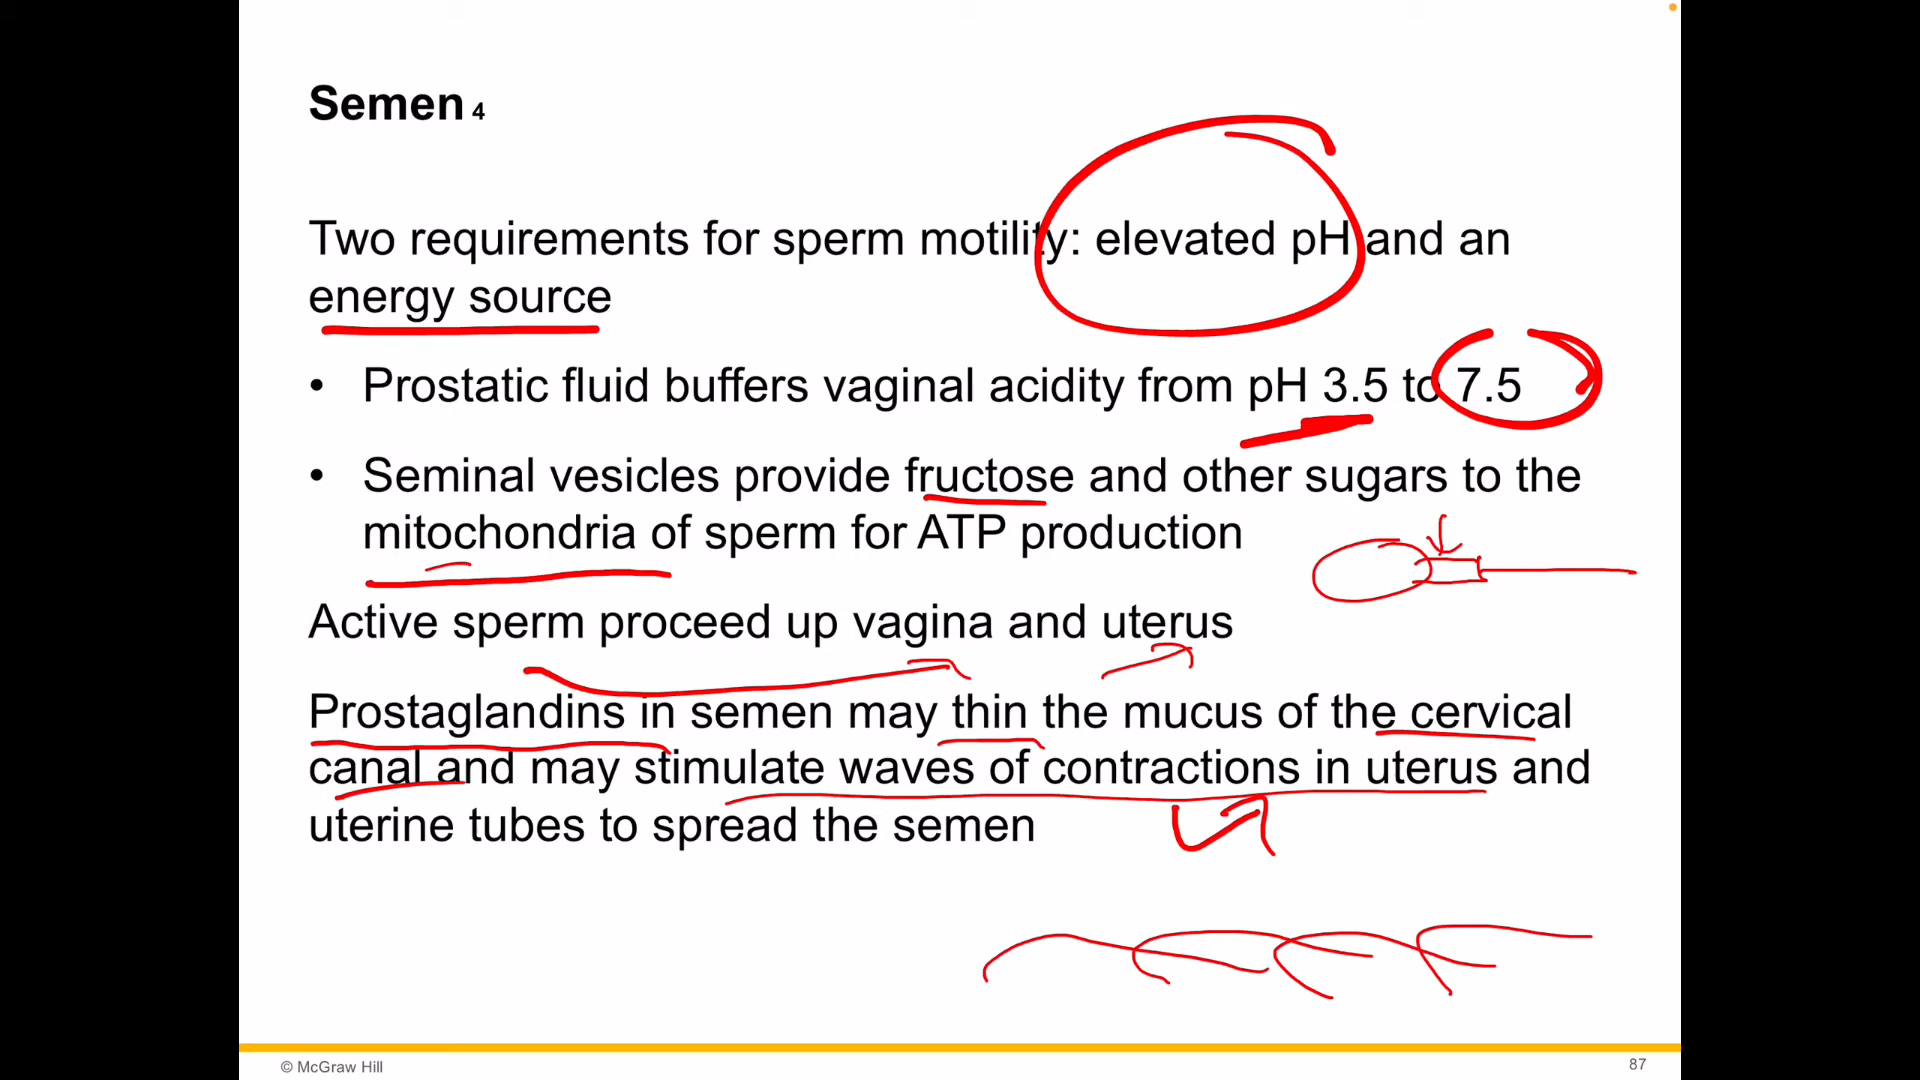 Semen 4
Two requirements for sperm motility: elevated pH and an
energy source
• Prostatic fluid buffers vaginal acidity from pH 3.5 to 7.5
• Seminal vesicles provide fructose and other sugars to the
mitochondria of sperm for ATP production
Active sperm proceed up vagina and uterus
Prostaglandins in semen may thin the mucus of the cervical
canal and may stimulate waves of contractions in uterus and
uterine tubes to spread the semen
© McGraw Hill
87